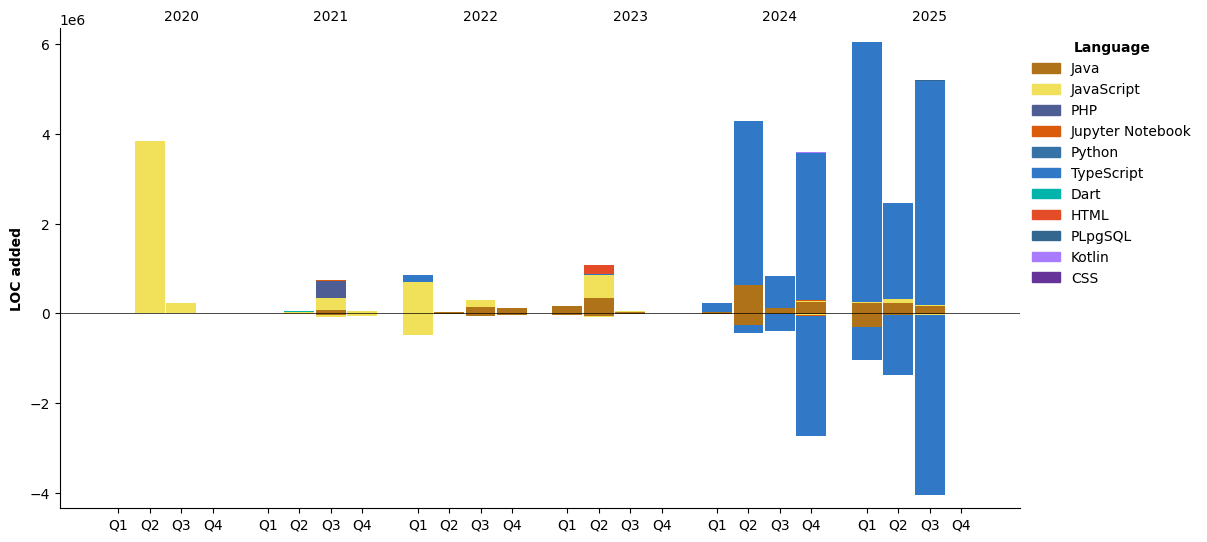 1e6
2020 2021 2022 2023 2024 2025
6
4
2
0
−2
−4
LOC added
Q1 Q2 Q3 Q4 Q1 Q2 Q3 Q4 Q1 Q2 Q3 Q4 Q1 Q2 Q3 Q4 Q1 Q2 Q3 Q4 Q1 Q2 Q3 Q4
Language
Java
JavaScript
PHP
Jupyter Notebook
Python
TypeScript
Dart
HTML
PLpgSQL
Kotlin
CSS